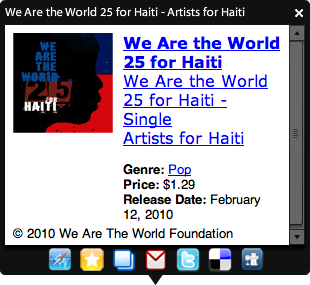 We Are the World 25 for Haiti - Artists for Haiti
WE ARE
THE
WORLD
25
FOR
HAITI
We Are the World
25 for Haiti
We Are the World
25 for Haiti -
Single
Artists for Haiti
Genre: Pop
Price: $1.29
Release Date: February
12, 2010
© 2010 We Are The World Foundation